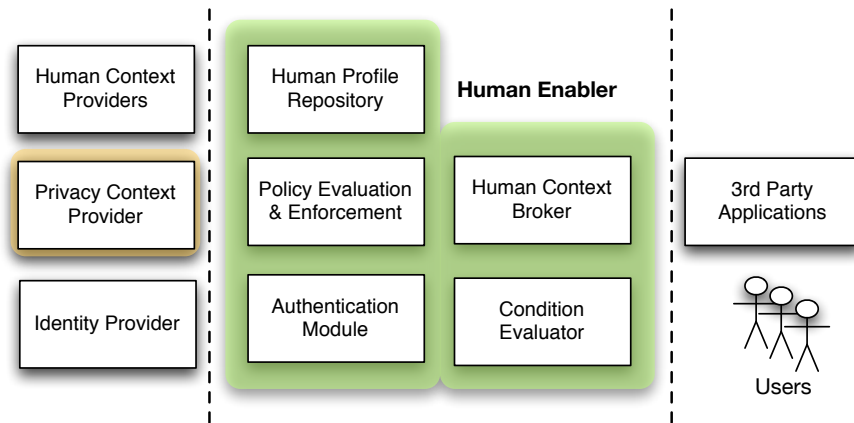 Human Context
Providers
Privacy Context
Provider
Identity Provider
Human Profile
Repository
Policy Evaluation
& Enforcement
Authentication
Module
Human Enabler
Human Context
Broker
Condition
Evaluator
3rd Party
Applications
Users